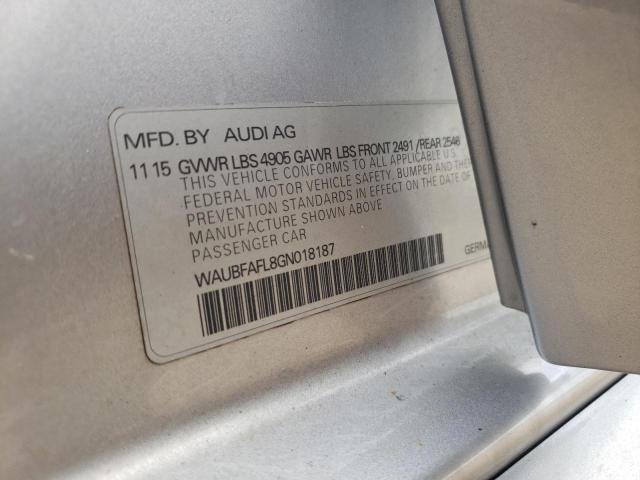 MFD. BY AUDI AG
11 15 GVWR LBS 4905 GAWR LBS FRONT 2491 /REAR 2546
THIS VEHICLE CONFORMS TO ALL APPLICABLE U.S.
FEDERAL MOTOR VEHICLE SAFETY, BUMPER AND
PREVENTION STANDARDS IN EFFECT ON THE DATE OF
MANUFACTURE SHOWN ABOVE
PASSENGER CAR
WAUBFAFL8GN018187
GERMA